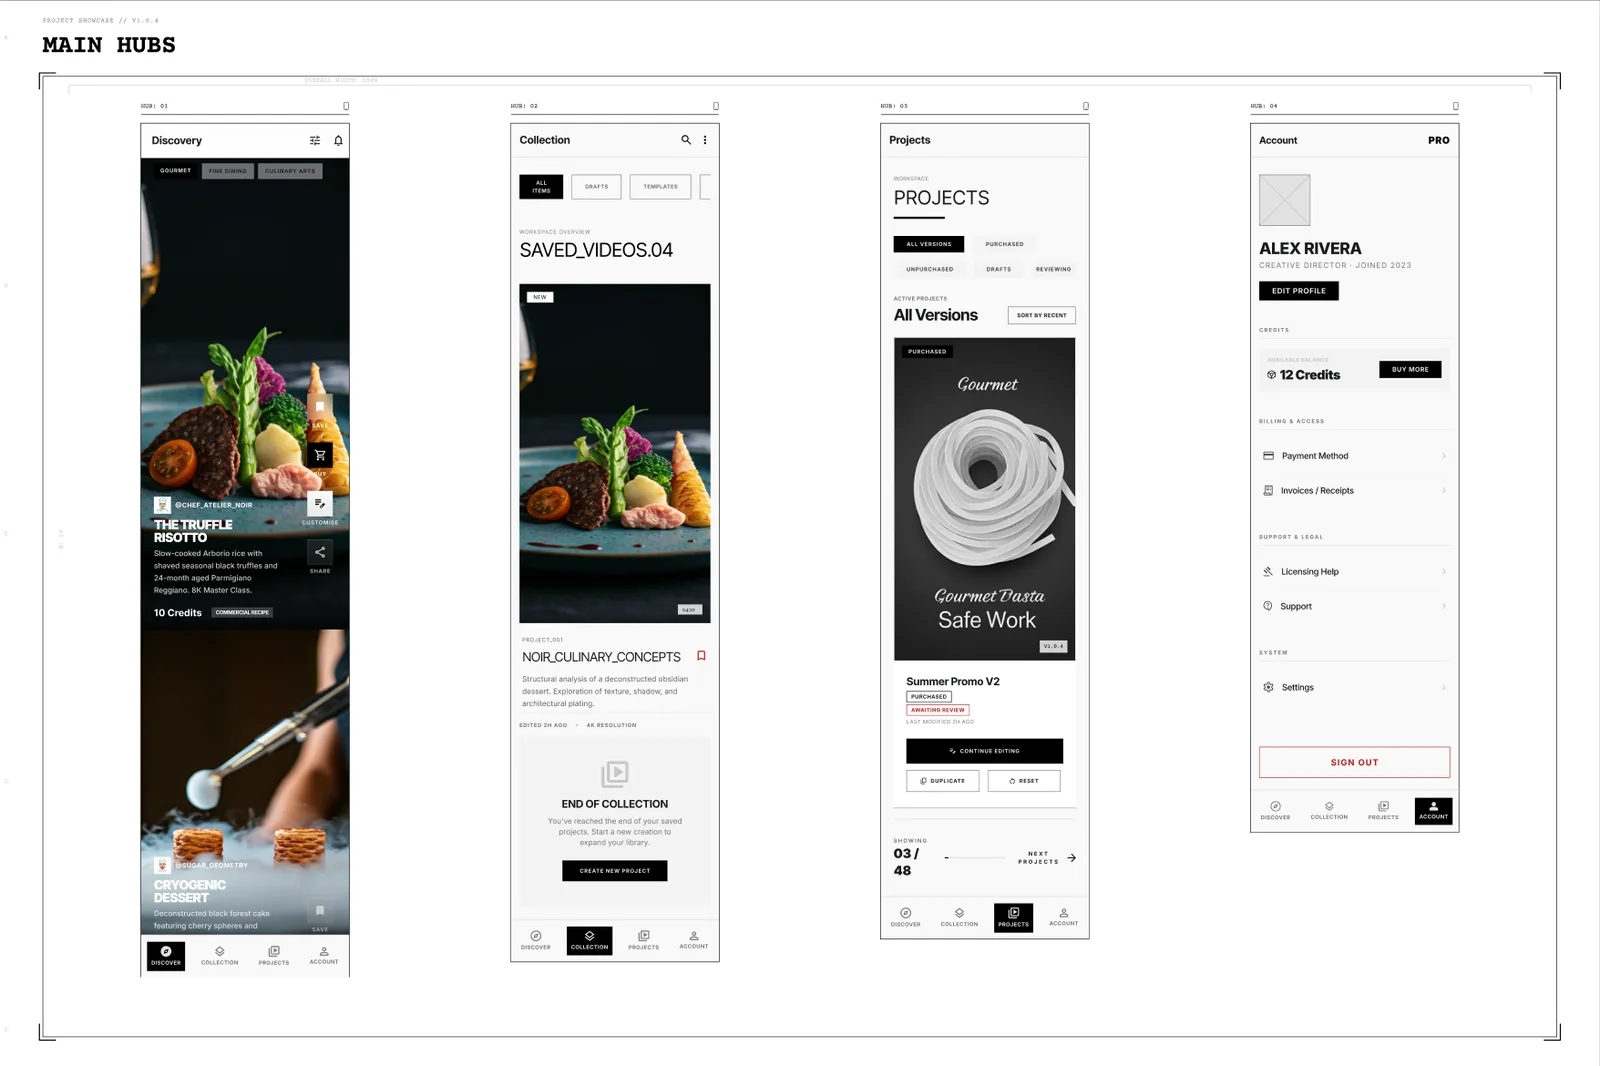 PROJECT SHOWCASE // V1.0.4
MAIN HUBS
OVERALL WIDTH: 100%
HUB: 01
Discovery
GOURMET
FINE DINING
CULINARY ARTS
SAVE
BUY
@CHEF_ATELIER_NOIR
THE TRUFFLE
RISOTTO
CUSTOMISE
Slow-cooked Arborio rice with
shaved seasonal black truffles and
24-month aged Parmigiano
Reggiano. 8K Master Class.
SHARE
10 Credits
COMMERCIAL RECIPE
@SUGAR_GEOMETRY
CRYOGENIC
DESSERT
Deconstructed black forest cake
featuring cherry spheres and
SAVE
DISCOVER
COLLECTION
PROJECTS
ACCOUNT
HUB: 02
Collection
ALL
ITEMS
DRAFTS
TEMPLATES
WORKSPACE OVERVIEW
SAVED_VIDEOS.04
NEW
PROJECT_001
NOIR_CULINARY_CONCEPTS
Structural analysis of a deconstructed obsidian
dessert. Exploration of texture, shadow, and
architectural plating.
EDITED 2H AGO • 4K RESOLUTION
END OF COLLECTION
You've reached the end of your saved
projects. Start a new creation to
expand your library.
CREATE NEW PROJECT
DISCOVER
COLLECTION
PROJECTS
ACCOUNT
HUB: 03
Projects
WORKSPACE
PROJECTS
ALL VERSIONS
PURCHASED
UNPURCHASED
DRAFTS
REVIEWING
ACTIVE PROJECTS
All Versions
SORT BY RECENT
PURCHASED
Gourmet
Gourmet Dasta
Safe Work
V1.0.4
Summer Promo V2
PURCHASED
AWAITING REVIEW
LAST MODIFIED 2H AGO
CONTINUE EDITING
DUPLICATE
RESET
SHOWING
03 /
48
NEXT
PROJECTS
DISCOVER
COLLECTION
PROJECTS
ACCOUNT
HUB: 04
Account
PRO
ALEX RIVERA
CREATIVE DIRECTOR · JOINED 2023
EDIT PROFILE
CREDITS
AVAILABLE BALANCE
12 Credits
BUY MORE
BILLING & ACCESS
Payment Method
Invoices / Receipts
SUPPORT & LEGAL
Licensing Help
Support
SYSTEM
Settings
SIGN OUT
DISCOVER
COLLECTION
PROJECTS
ACCOUNT